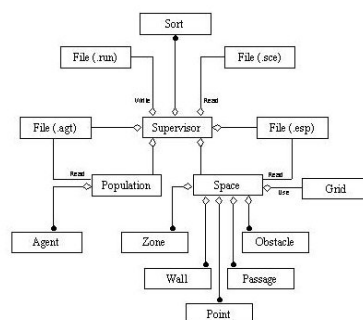 Sort
File (.run)
File (.sce)
Write
Read
File (.agt)
Supervisor
File (.esp)
Read
Population
Space
Read
Use
Grid
Agent
Zone
Obstacle
Wall
Passage
Point